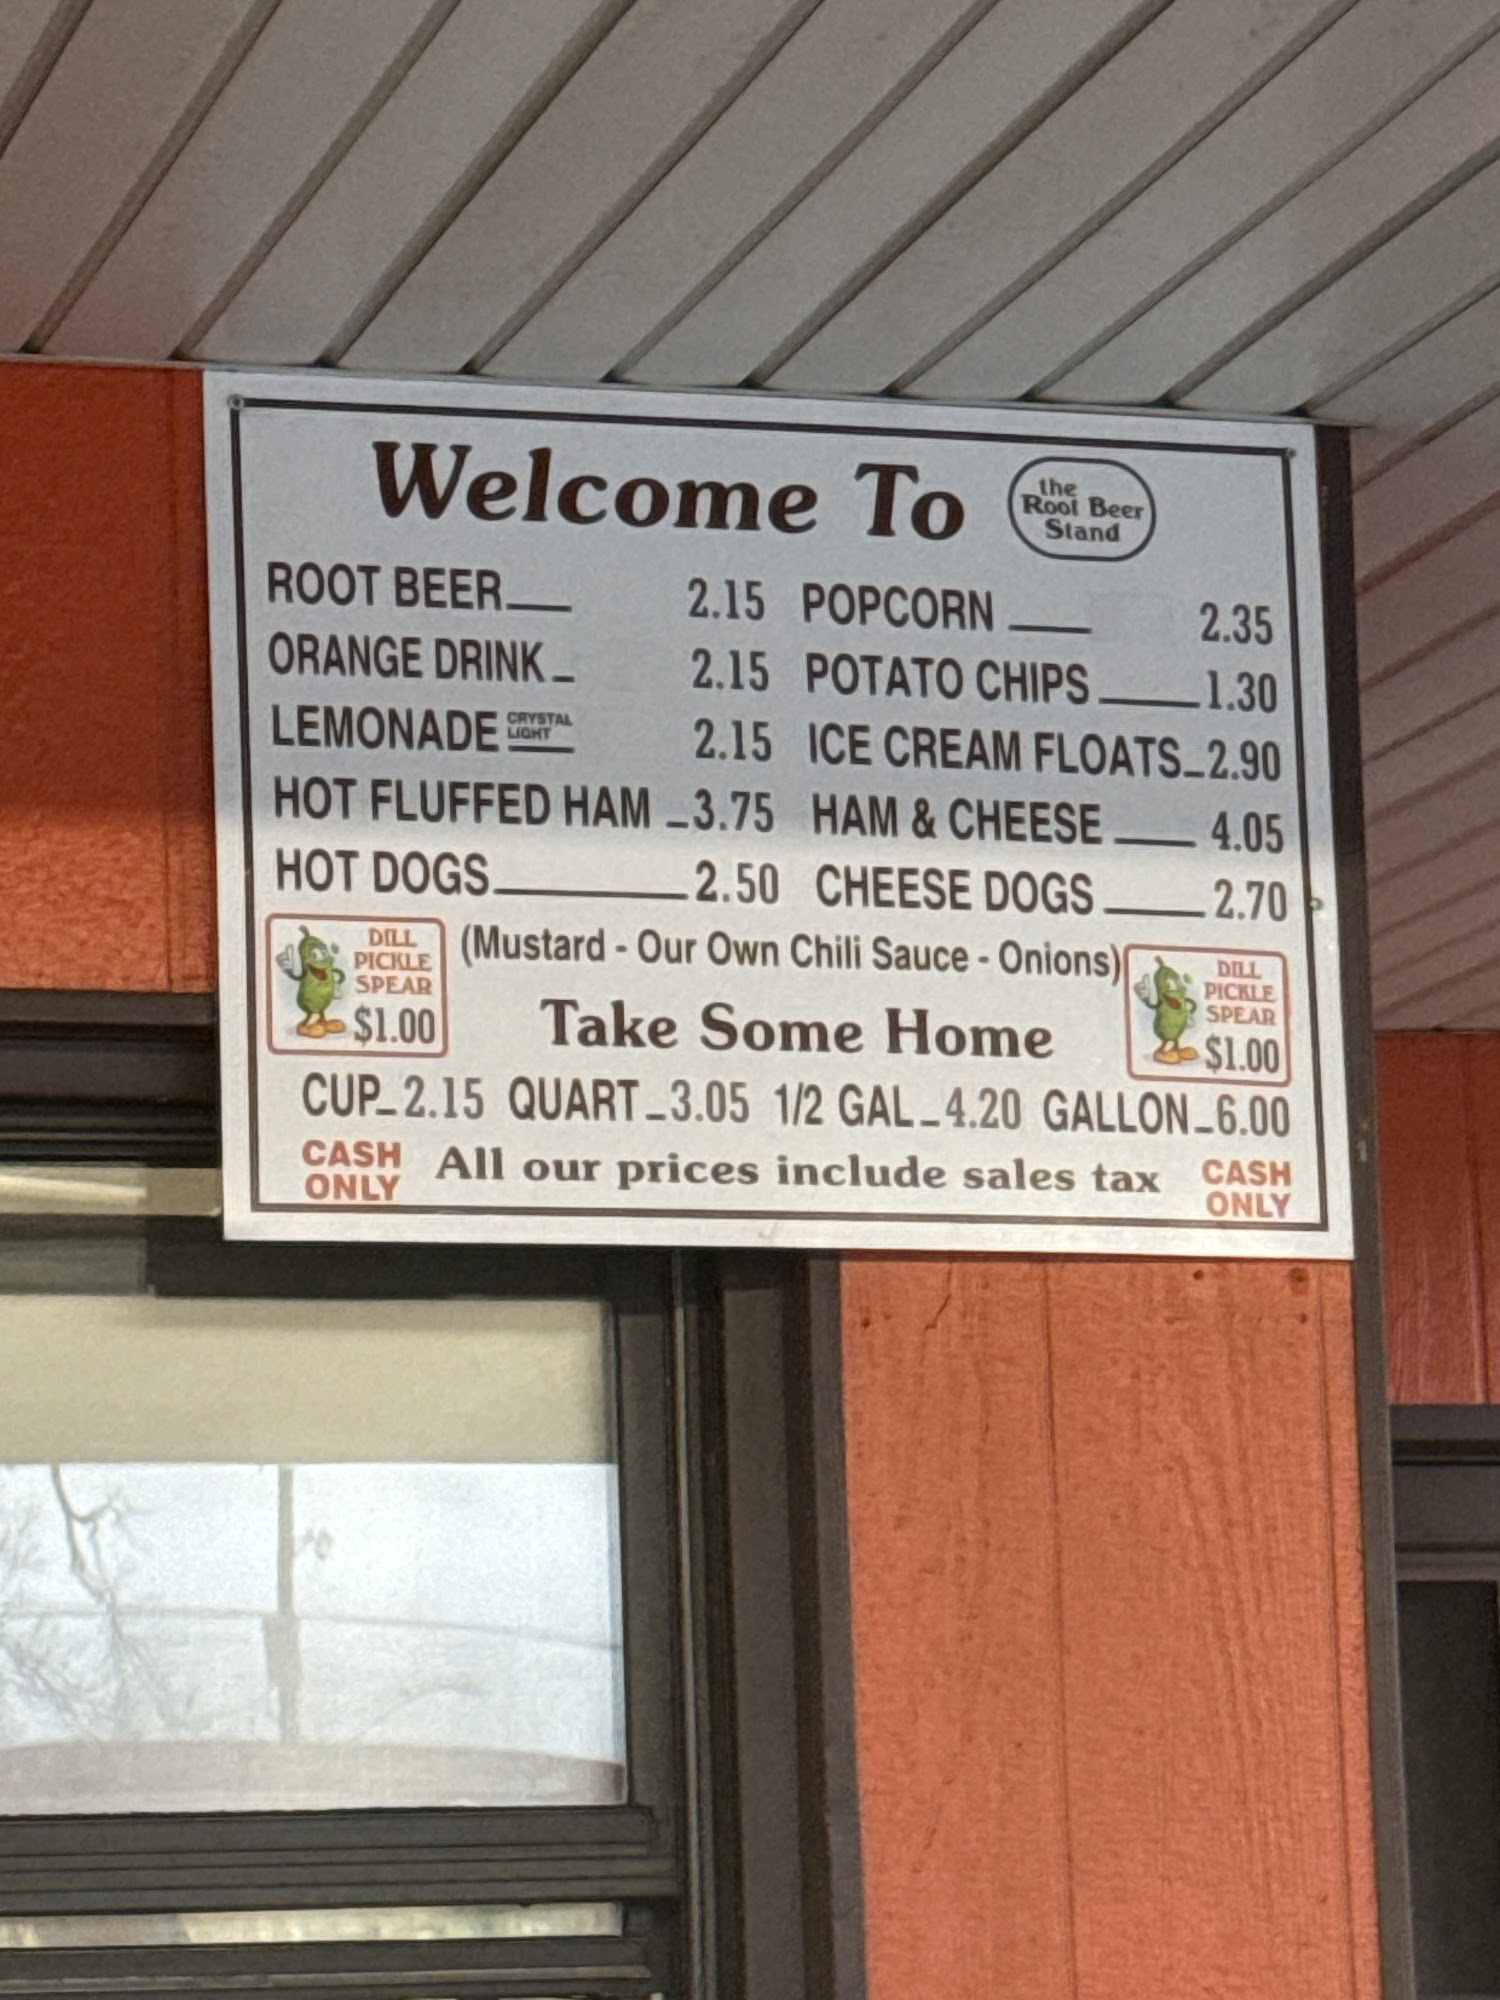 Welcome To the Root Beer Stand
ROOT BEER 2.15 POPCORN 2.35
ORANGE DRINK 2.15 POTATO CHIPS 1.30
LEMONADE CRYSTAL LIGHT 2.15 ICE CREAM FLOATS 2.90
HOT FLUFFED HAM 3.75 HAM & CHEESE 4.05
HOT DOGS 2.50 CHEESE DOGS 2.70
(Mustard - Our Own Chili Sauce - Onions)
DILL PICKLE SPEAR $1.00
Take Some Home
DILL PICKLE SPEAR $1.00
CUP 2.15 QUART 3.05 1/2 GAL 4.20 GALLON 6.00
CASH ONLY All our prices include sales tax CASH ONLY